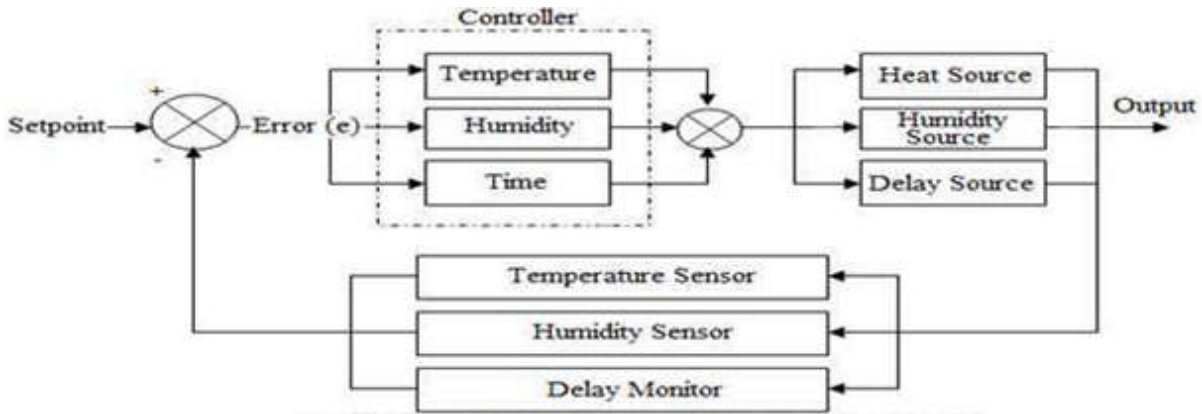 Controller
Temperature
Heat Source
+
Output
Setpoint
Error (e)
Humidity
Humidity
Source
-
Time
Delay Source
Temperature Sensor
Humidity Sensor
Delay Monitor